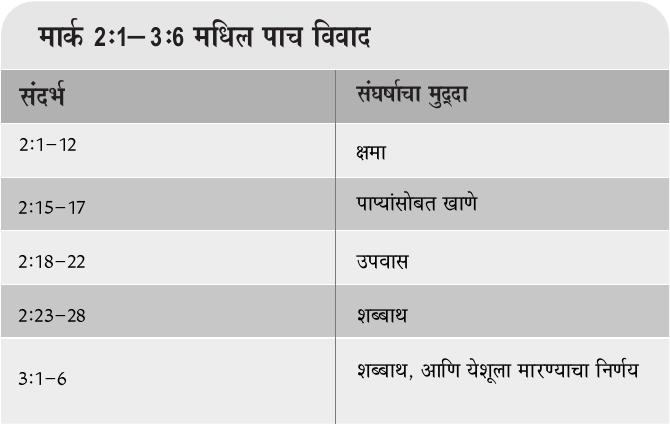 मार्क 2:1–3:6 मधिल पाच विवाद
संदर्भ संघर्षाचा मुद्दा
2:1–12 क्षमा
2:15–17 पाप्यांसोबत खाणे
2:18–22 उपवास
2:23–28 शब्बाथ
3:1–6 शब्बाथ, आणि येशूला मारण्याचा निर्णय